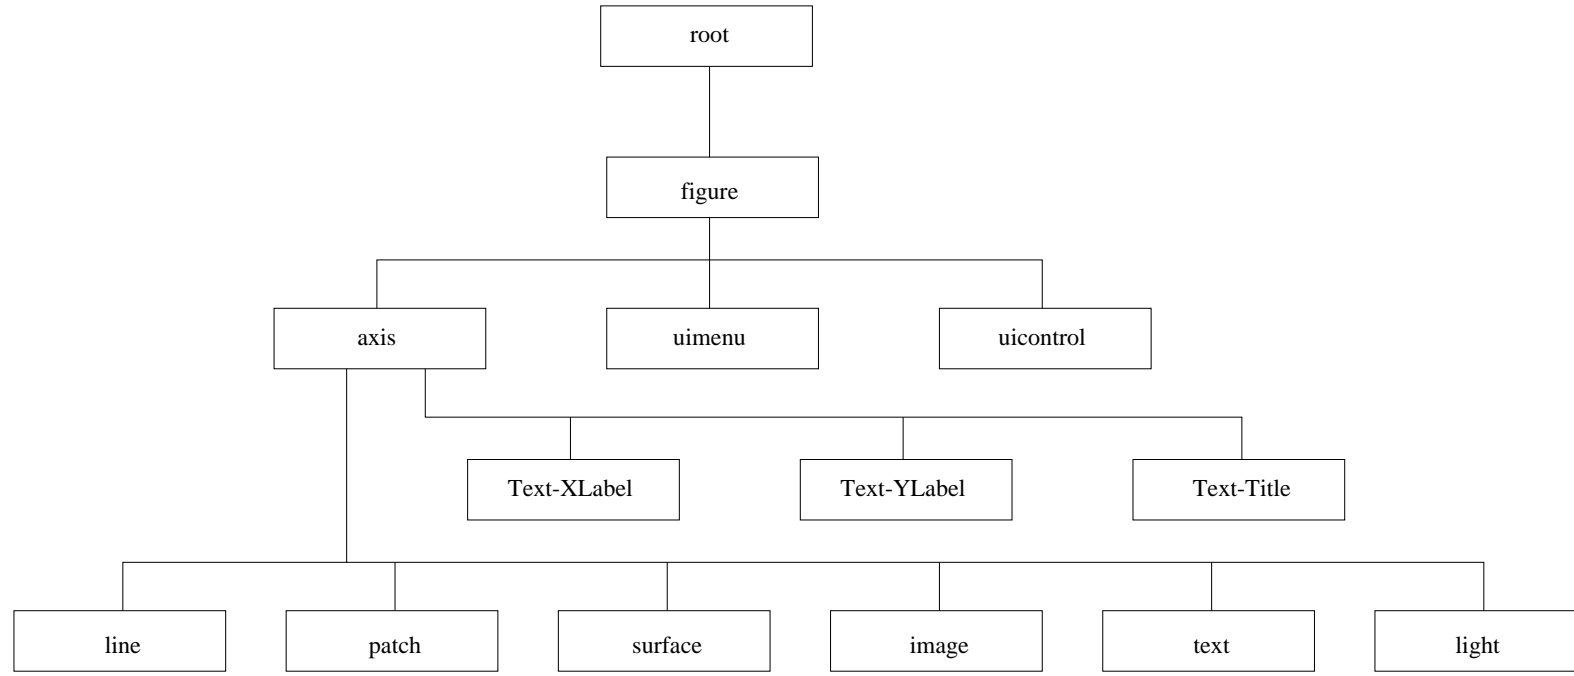 root
figure
axis
uimenu
uicontrol
Text-XLabel
Text-YLabel
Text-Title
line
patch
surface
image
text
light